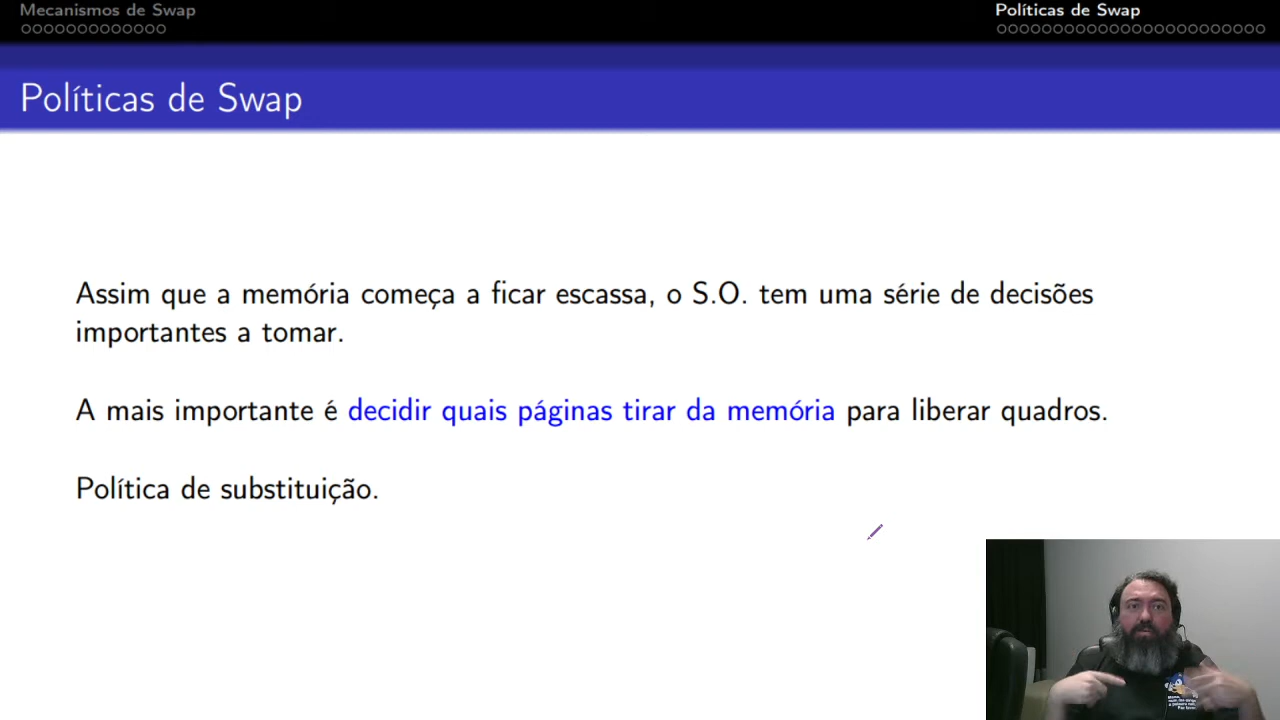 Mecanismos de Swap
Políticas de Swap
Políticas de Swap
Assim que a memória começa a ficar escassa, o S.O. tem uma série de decisões
importantes a tomar.
A mais importante é decidir quais páginas tirar da memória para liberar quadros.
Política de substituição.